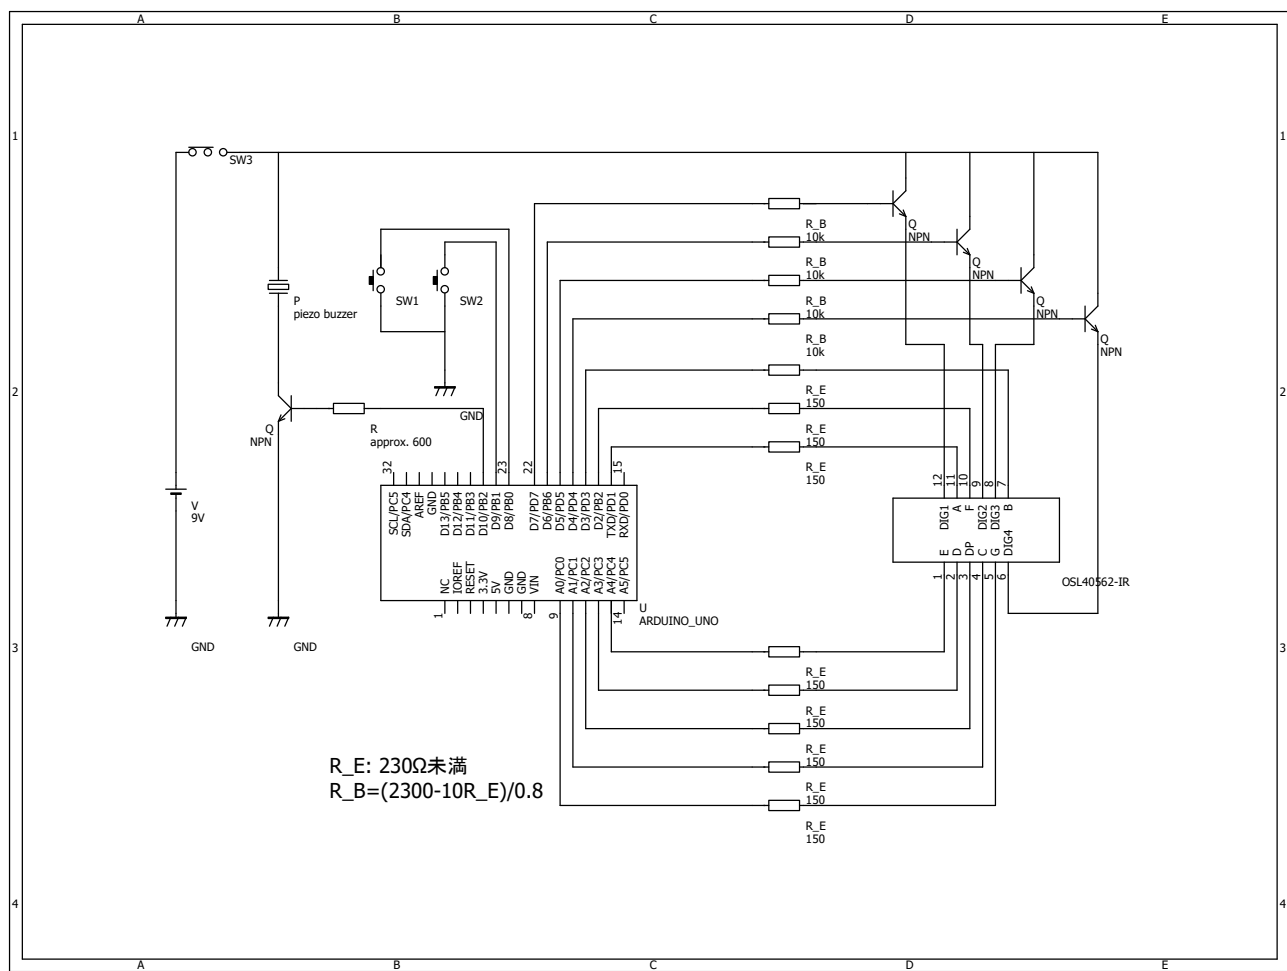 A B C D E
1 1
SW3
R_B
10k
Q
NPN
R_B
10k
Q
NPN
SW1
SW2
P
piezo buzzer
R_B
10k
Q
NPN
R_B
10k
Q
NPN
2 2
GND
R_E
150
R_E
150
R_E
150
Q
NPN
R
approx. 600
32 23 22 15
12 11 10 9 8 7
V
9V
SCL/PC5 SDA/PC4 AREF GND D13/PB5 D12/PB4 D11/PB3 D10/PB2 D9/PB1 D8/PB0 D7/PD7 D6/PB6 D5/PD5 D4/PD4 D3/PD3 D2/PB2 TXD/PD1 RXD/PD0
DIG1 A F DIG2 DIG3 B
E D DP C G DIG4
NC IOREF RESET 3.3V 5V GND GND VIN A0/PC0 A1/PC1 A2/PC2 A3/PC3 A4/PC4 A5/PC5
1 2 3 4 5 6
OSL40562-IR
1 8 9 14
U
ARDUINO_UNO
GND GND
3 3
R_E
150
R_E
150
R_E
150
R_E
150
R_E
150
R_E: 230Ω未満
R_B=(2300-10R_E)/0.8
4 4
A B C D E